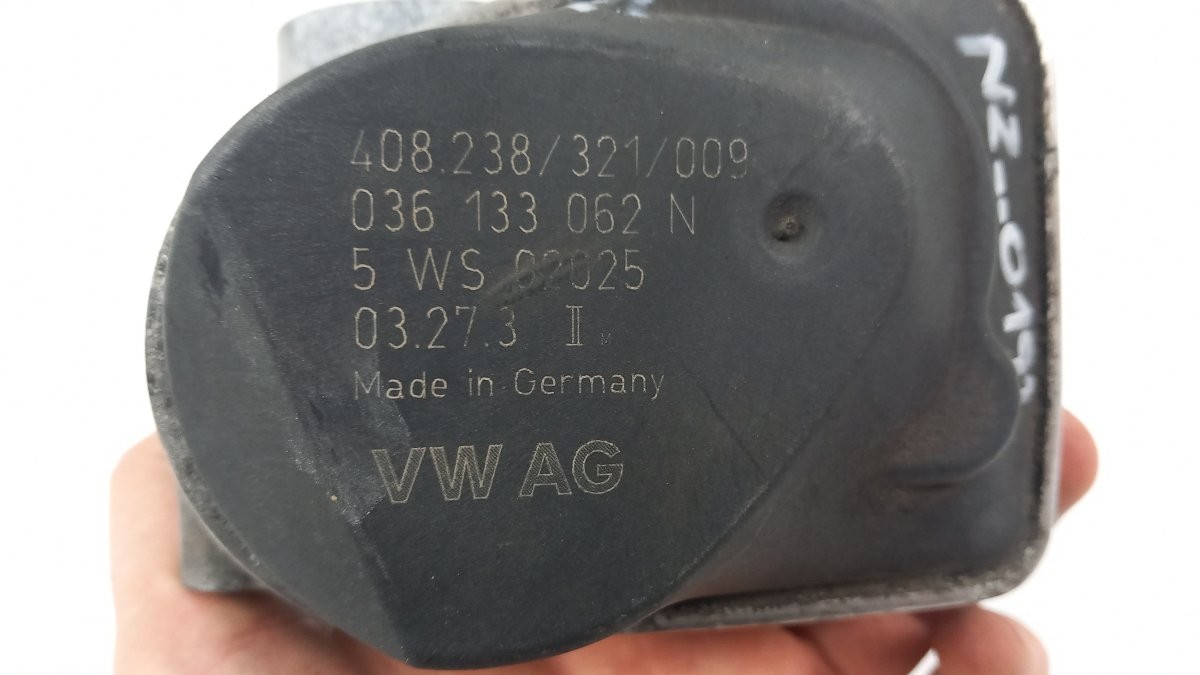 408.238/321/009
036 133 062 N
5 WS 02025
03.27.3 II M
Made in Germany
VW AG